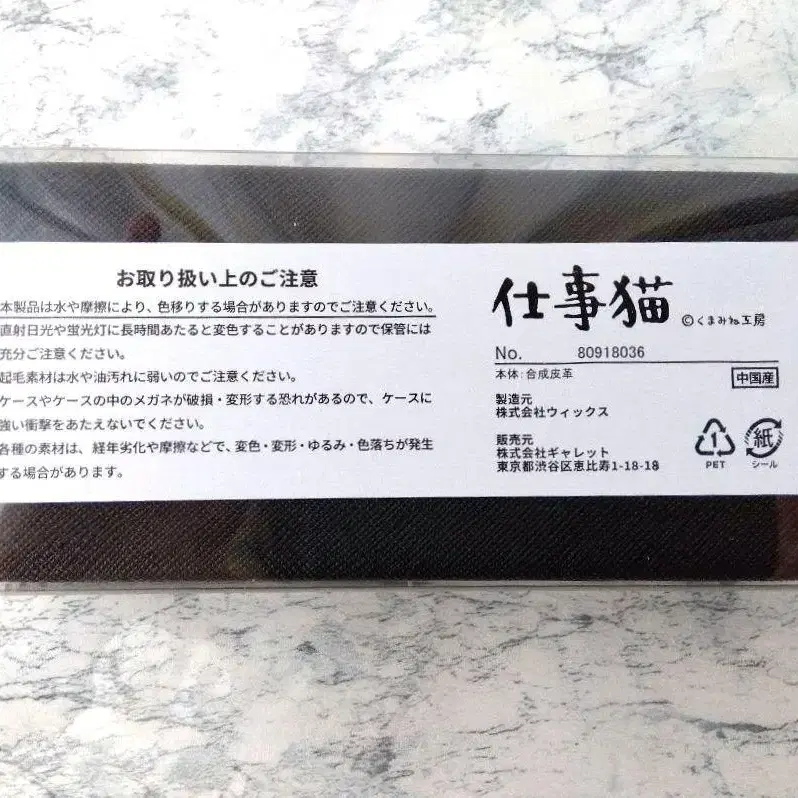 お取り扱い上のご注意
本製品は水や摩擦により、色移りする場合がありますのでご注意ください。
直射日光や蛍光灯に長時間あたると変色することがありますので保管には
充分ご注意ください。
起毛素材は水や油汚れに弱いのでご注意ください。
ケースやケースの中のメガネが破損・変形する恐れがあるので、ケースに
強い衝撃をあたえないでください。
各種の素材は、経年劣化や摩擦などで、変色・変形・ゆるみ・色落ちが発生
する場合があります。
仕事猫 ©くまみね工房
No. 80918036
本体:合成皮革
中国産
製造元
株式会社ウィックス
販売元
株式会社ギャレット
東京都渋谷区恵比寿1-18-18
1
PET
紙
シール